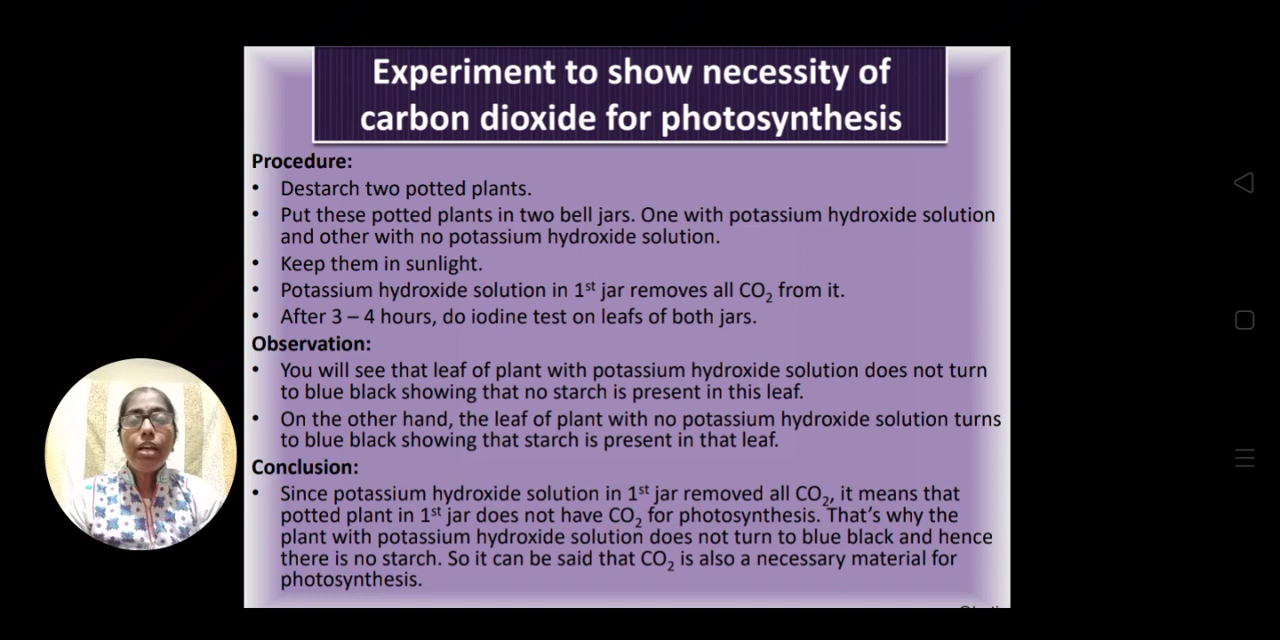 Experiment to show necessity of
carbon dioxide for photosynthesis
Procedure:
• Destarch two potted plants.
• Put these potted plants in two bell jars. One with potassium hydroxide solution
and other with no potassium hydroxide solution.
• Keep them in sunlight.
• Potassium hydroxide solution in 1st jar removes all CO₂ from it.
• After 3 – 4 hours, do iodine test on leafs of both jars.
Observation:
• You will see that leaf of plant with potassium hydroxide solution does not turn
to blue black showing that no starch is present in this leaf.
• On the other hand, the leaf of plant with no potassium hydroxide solution turns
to blue black showing that starch is present in that leaf.
Conclusion:
• Since potassium hydroxide solution in 1st jar removed all CO₂, it means that
potted plant in 1st jar does not have CO₂ for photosynthesis. That’s why the
plant with potassium hydroxide solution does not turn to blue black and hence
there is no starch. So it can be said that CO₂ is also a necessary material for
photosynthesis.